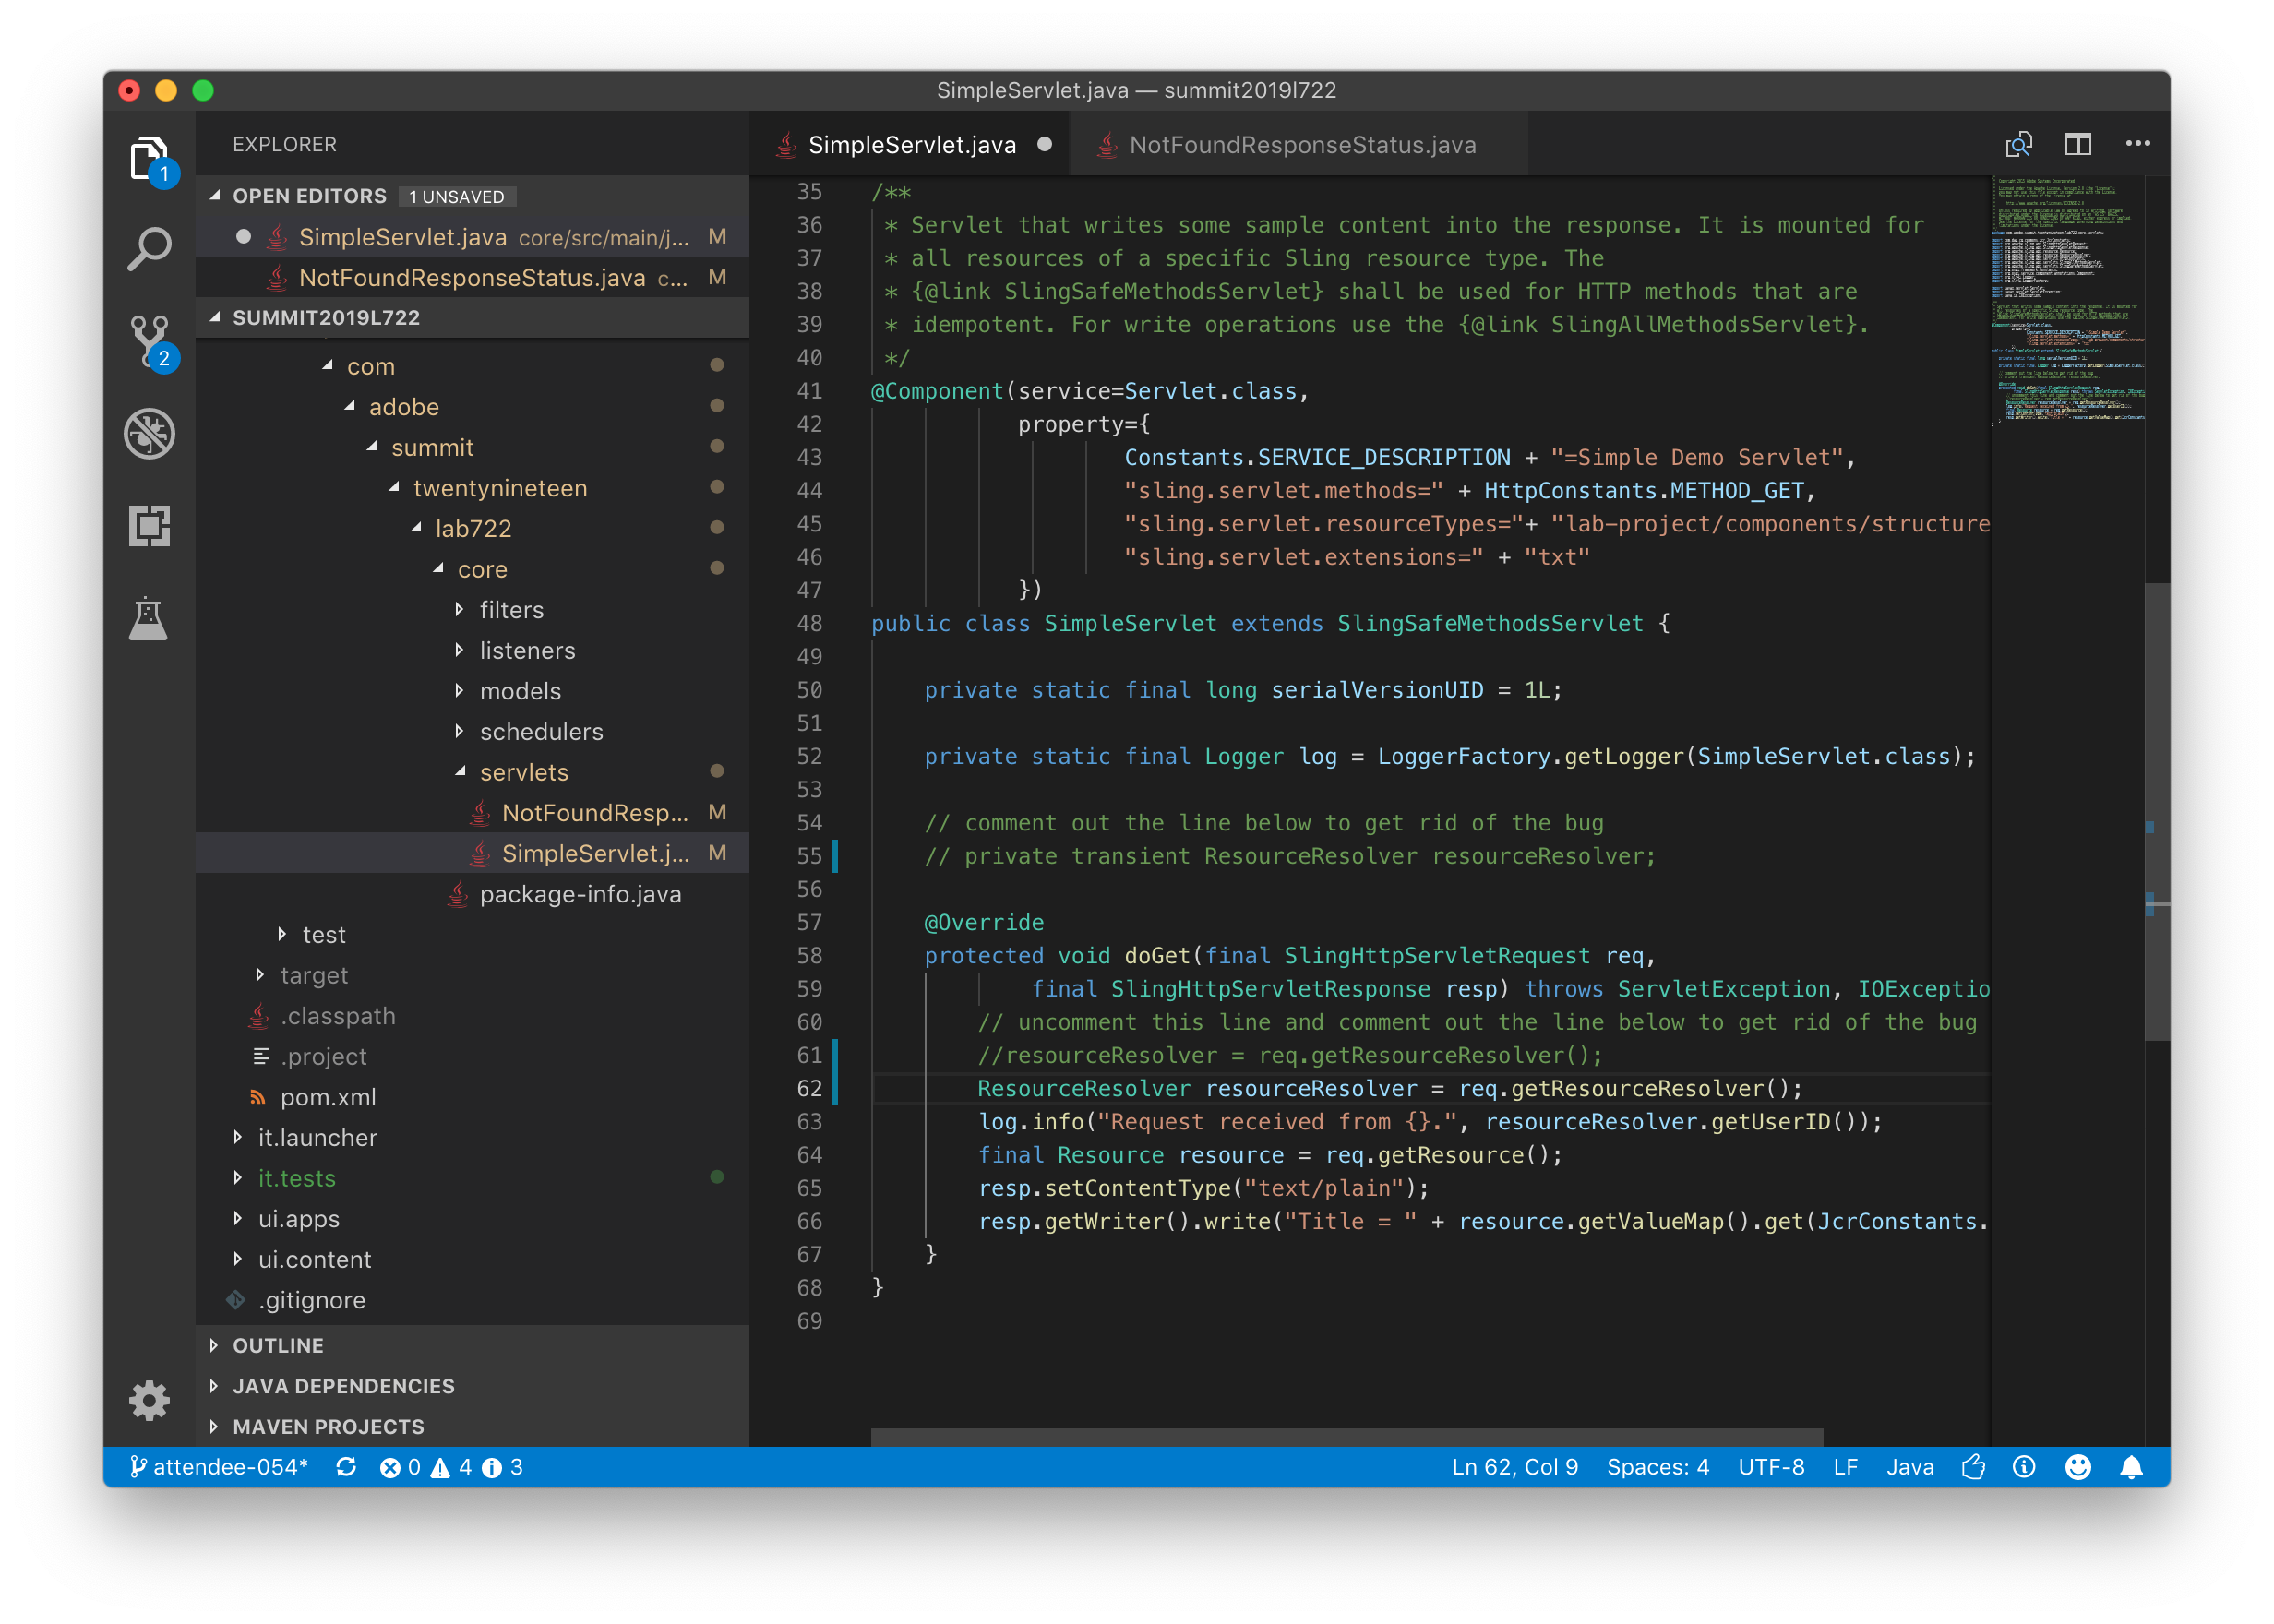 SimpleServlet.java — summit2019l722
EXPLORER
OPEN EDITORS 1 UNSAVED
SimpleServlet.java core/src/main/j... M
NotFoundResponseStatus.java c... M
SUMMIT2019L722
com
adobe
summit
twentynineteen
lab722
core
filters
listeners
models
schedulers
servlets
NotFoundResp... M
SimpleServlet.j... M
package-info.java
test
target
.classpath
.project
pom.xml
it.launcher
it.tests
ui.apps
ui.content
.gitignore
OUTLINE
JAVA DEPENDENCIES
MAVEN PROJECTS
1
2
SimpleServlet.java
NotFoundResponseStatus.java
35 /**
36 * Servlet that writes some sample content into the response. It is mounted for
37 * all resources of a specific Sling resource type. The
38 * {@link SlingSafeMethodsServlet} shall be used for HTTP methods that are
39 * idempotent. For write operations use the {@link SlingAllMethodsServlet}.
40 */
41 @Component(service=Servlet.class,
42 property={
43 Constants.SERVICE_DESCRIPTION + "=Simple Demo Servlet",
44 "sling.servlet.methods=" + HttpConstants.METHOD_GET,
45 "sling.servlet.resourceTypes="+ "lab-project/components/structure
46 "sling.servlet.extensions=" + "txt"
47 })
48 public class SimpleServlet extends SlingSafeMethodsServlet {
49
50 private static final long serialVersionUID = 1L;
51
52 private static final Logger log = LoggerFactory.getLogger(SimpleServlet.class);
53
54 // comment out the line below to get rid of the bug
55 // private transient ResourceResolver resourceResolver;
56
57 @Override
58 protected void doGet(final SlingHttpServletRequest req,
59 final SlingHttpServletResponse resp) throws ServletException, IOExceptio
60 // uncomment this line and comment out the line below to get rid of the bug
61 //resourceResolver = req.getResourceResolver();
62 ResourceResolver resourceResolver = req.getResourceResolver();
63 log.info("Request received from {}.", resourceResolver.getUserID());
64 final Resource resource = req.getResource();
65 resp.setContentType("text/plain");
66 resp.getWriter().write("Title = " + resource.getValueMap().get(JcrConstants.
67 }
68 }
69
attendee-054* 0 4 3
Ln 62, Col 9 Spaces: 4 UTF-8 LF Java